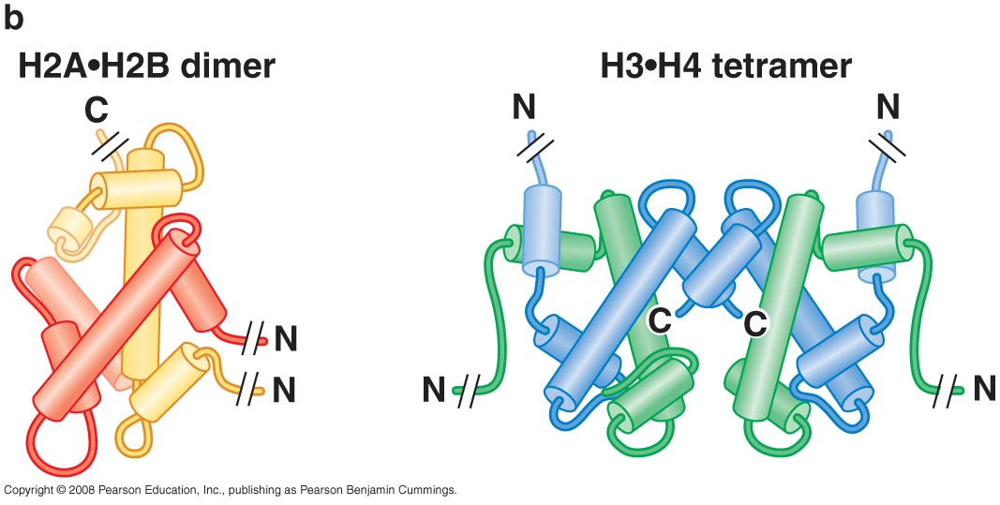 b
H2A•H2B dimer
H3•H4 tetramer
C
N
N
N
N
C
C
N
N
Copyright © 2008 Pearson Education, Inc., publishing as Pearson Benjamin Cummings.